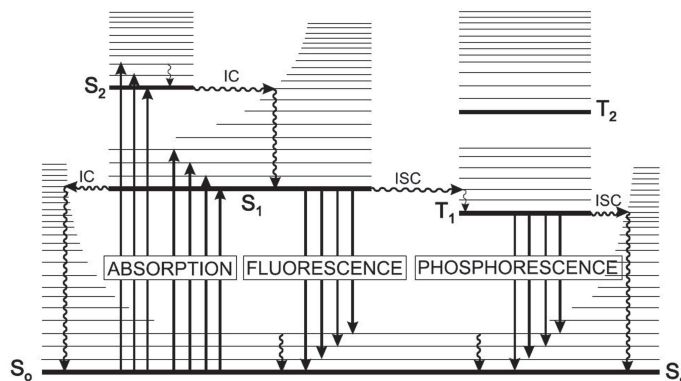 S₂
IC
T₂
IC
S₁
ISC
T₁
ISC
ABSORPTION
FLUORESCENCE
PHOSPHORESCENCE
Sₒ